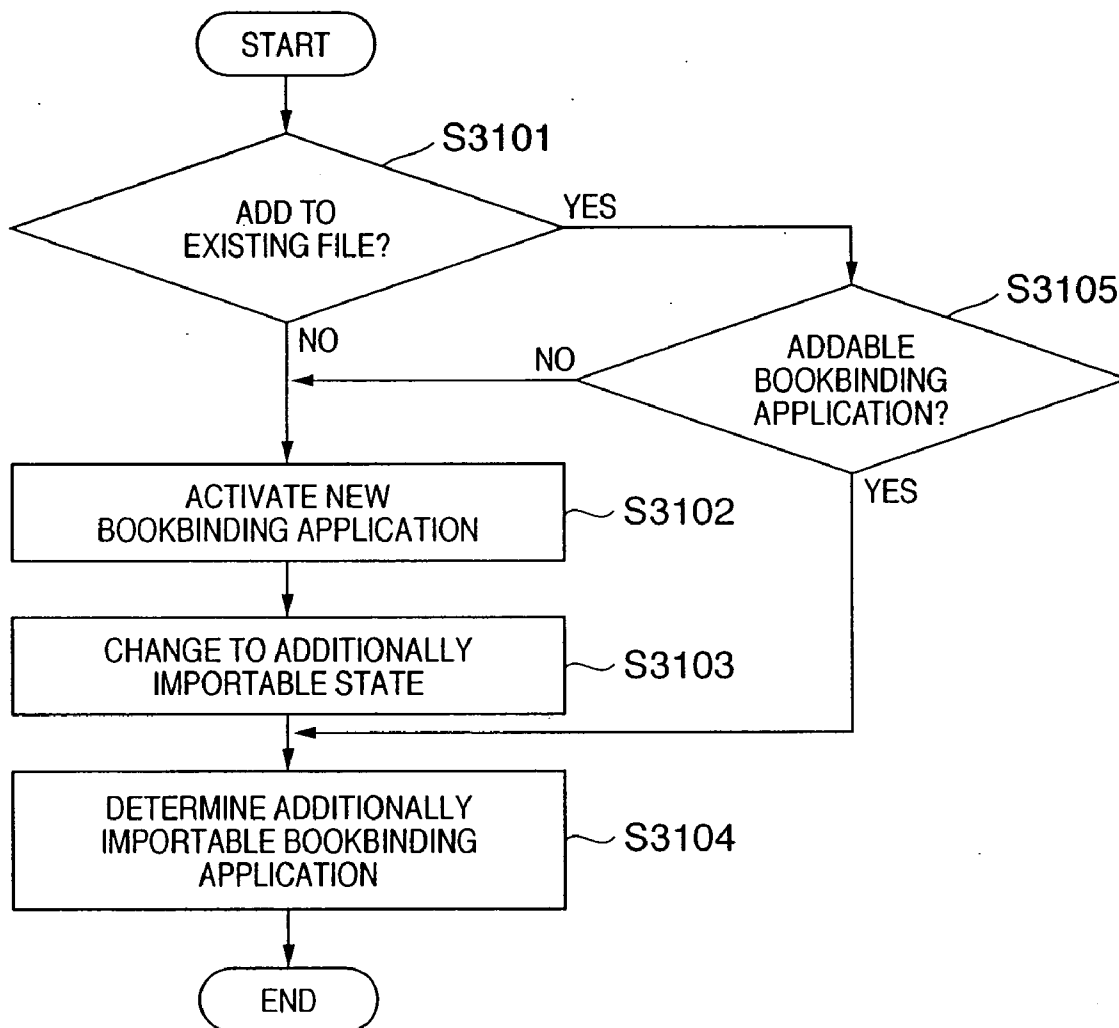 START
S3101
ADD TO
EXISTING FILE?
YES
NO
S3105
ADDABLE
BOOKBINDING
APPLICATION?
NO
YES
ACTIVATE NEW
BOOKBINDING APPLICATION
S3102
CHANGE TO ADDITIONALLY
IMPORTABLE STATE
S3103
DETERMINE ADDITIONALLY
IMPORTABLE BOOKBINDING
APPLICATION
S3104
END